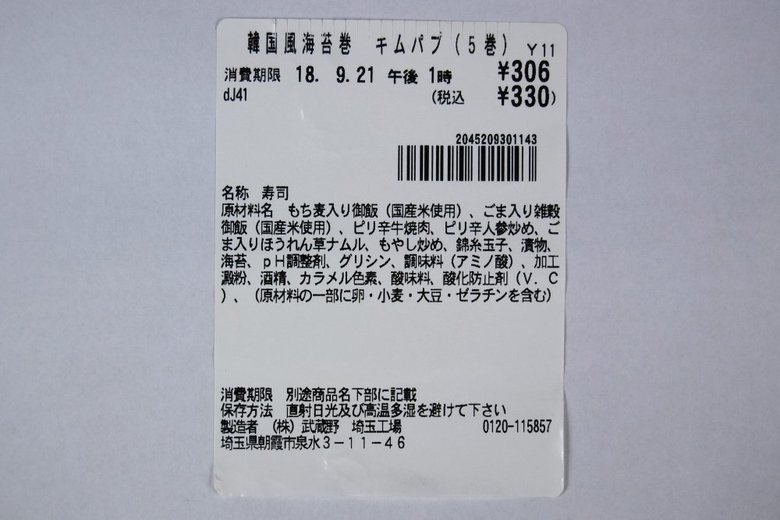 韓国風海苔巻 キムパプ(5巻) Y11
消費期限 18. 9.21 午後 1時 ¥306
dJ41 (税込 ¥330)
2045209301143
名称 寿司
原材料名 もち麦入り御飯(国産米使用)、ごま入り雑穀
御飯(国産米使用)、ピリ辛牛焼肉、ピリ辛人参炒め、ご
ま入りほうれん草ナムル、もやし炒め、錦糸玉子、漬物、
海苔、pH調整剤、グリシン、調味料(アミノ酸)、加工
澱粉、酒精、カラメル色素、酸味料、酸化防止剤(V.C
)、(原材料の一部に卵・小麦・大豆・ゼラチンを含む)
消費期限 別途商品名下部に記載
保存方法 直射日光及び高温多湿を避けて下さい
製造者 (株)武蔵野 埼玉工場 0120-115857
埼玉県朝霞市泉水3-11-46